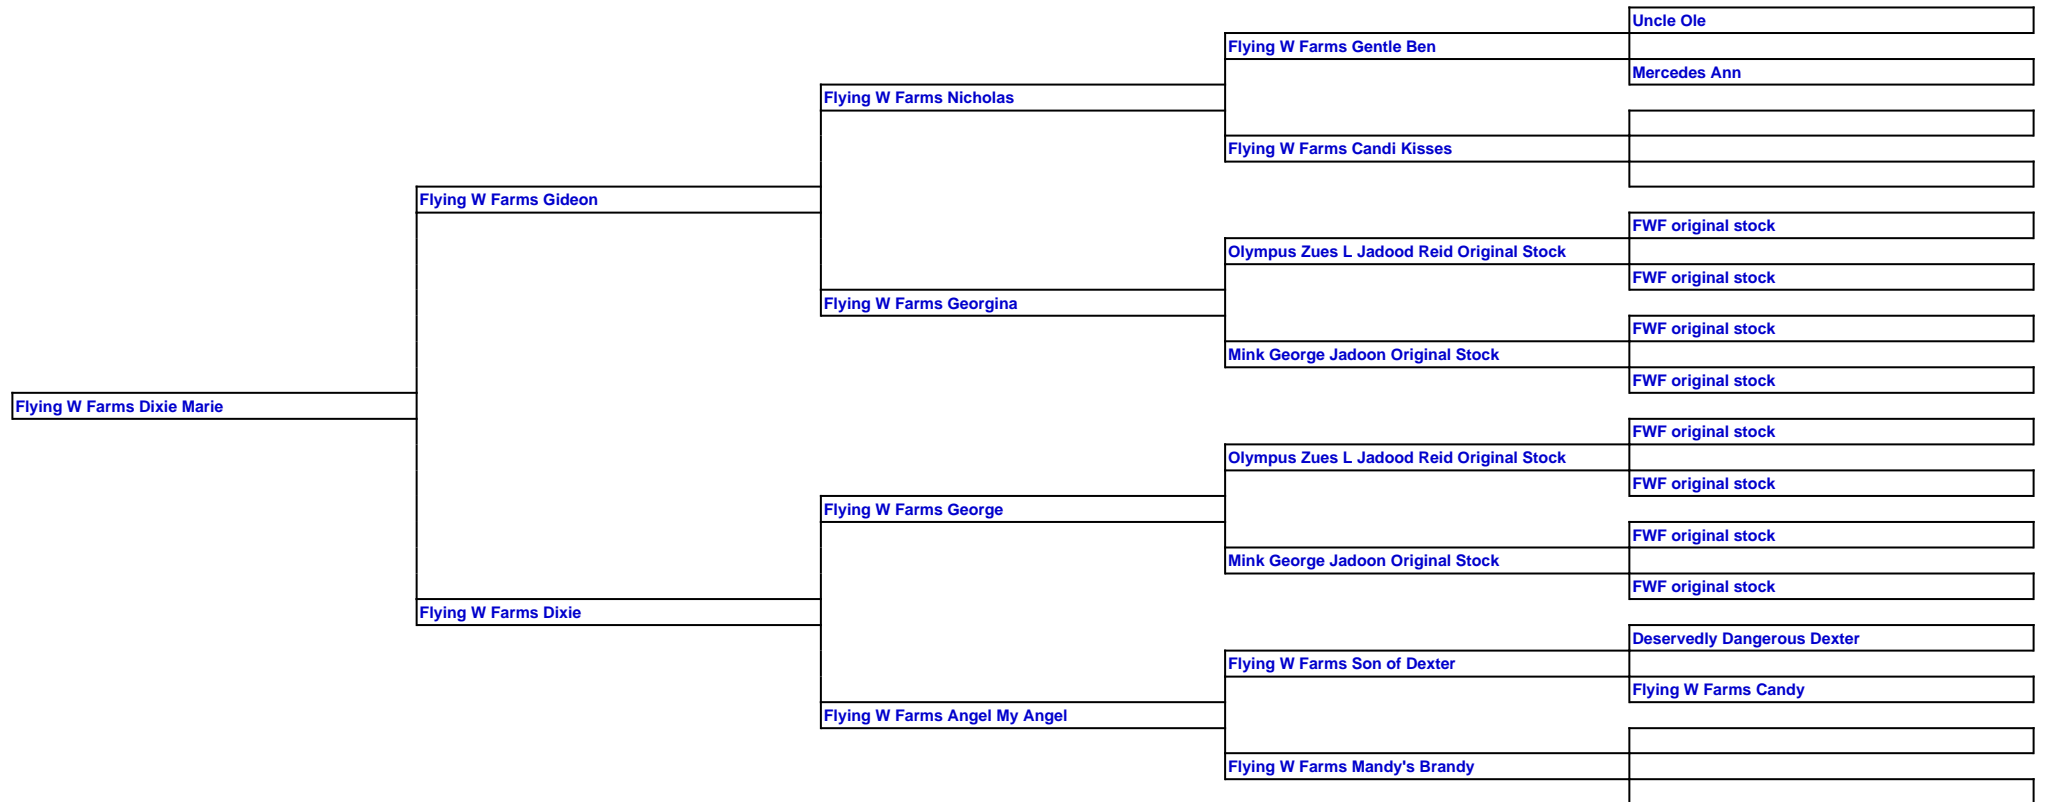 Uncle Ole
Flying W Farms Gentle Ben
Mercedes Ann
Flying W Farms Nicholas
Flying W Farms Candi Kisses
Flying W Farms Gideon
FWF original stock
Olympus Zues L Jadood Reid Original Stock
FWF original stock
Flying W Farms Georgina
FWF original stock
Mink George Jadoon Original Stock
FWF original stock
Flying W Farms Dixie Marie
FWF original stock
Olympus Zues L Jadood Reid Original Stock
FWF original stock
Flying W Farms George
FWF original stock
Mink George Jadoon Original Stock
FWF original stock
Flying W Farms Dixie
Deservedly Dangerous Dexter
Flying W Farms Son of Dexter
Flying W Farms Candy
Flying W Farms Angel My Angel
Flying W Farms Mandy's Brandy